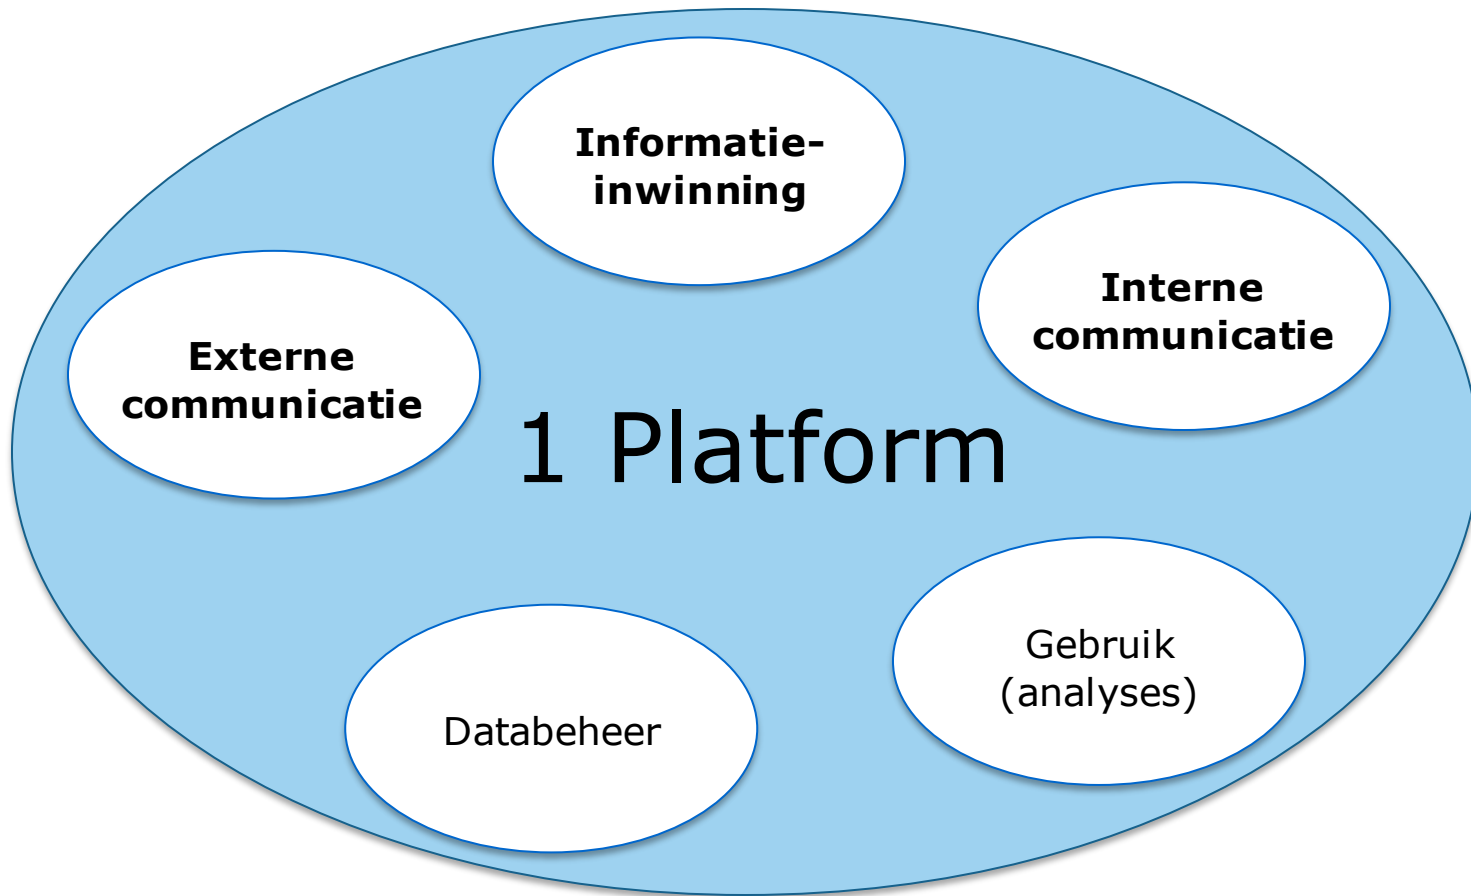 Informatie-
inwinning
Interne
communicatie
Externe
communicatie
1 Platform
Gebruik
(analyses)
Databeheer